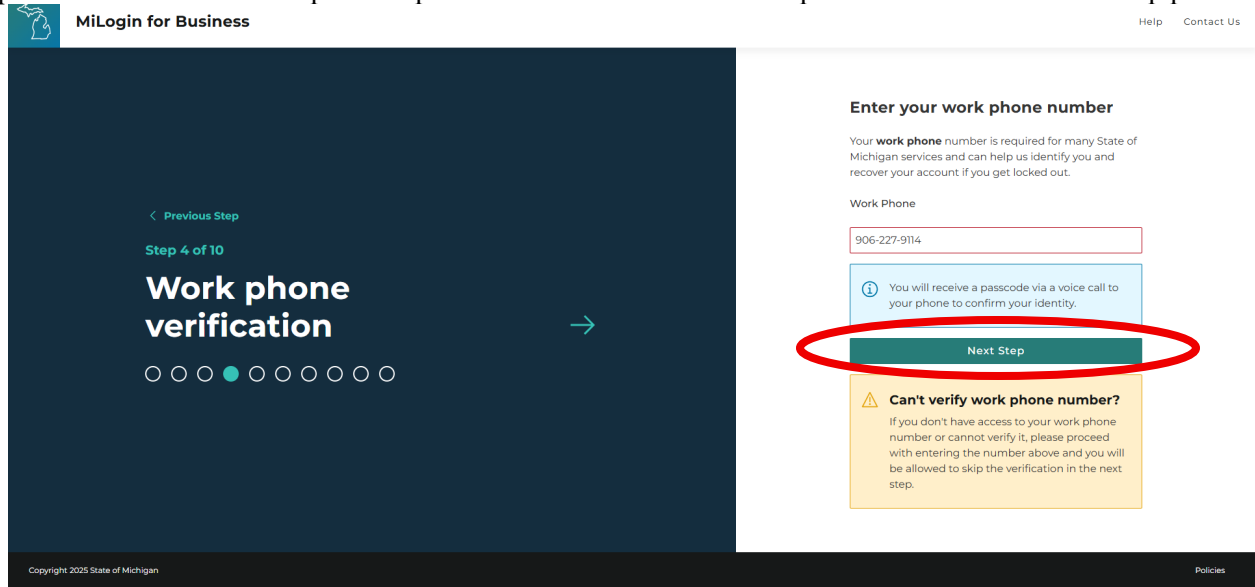 MiLogin for Business
Help Contact Us
Enter your work phone number
Your work phone number is required for many State of
Michigan services and can help us identify you and
recover your account if you get locked out.
Work Phone
906-227-9114
You will receive a passcode via a voice call to
your phone to confirm your identity.
Next Step
Can't verify work phone number?
If you don't have access to your work phone
number or cannot verify it, please proceed
with entering the number above and you will
be allowed to skip the verification in the next
step.
< Previous Step
Step 4 of 10
Work phone
verification
Copyright 2025 State of Michigan
Policies